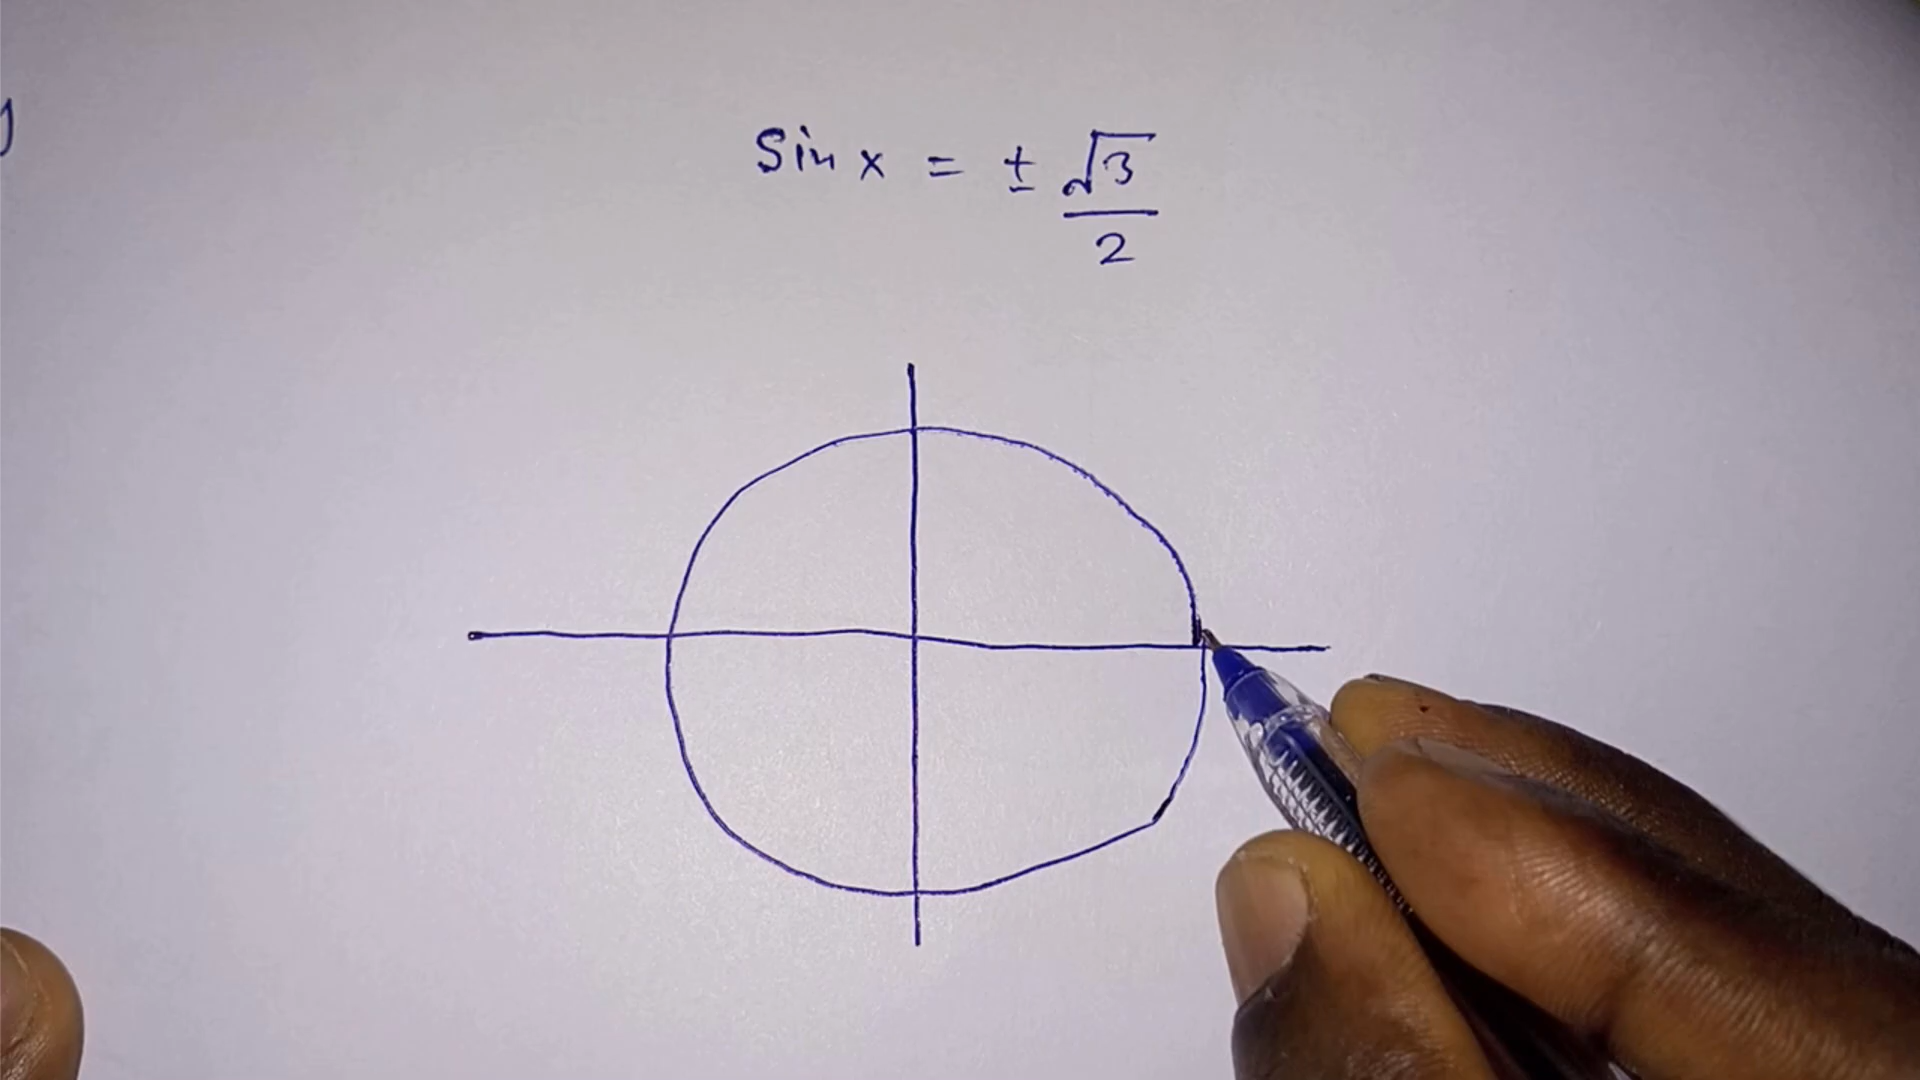 Sin x = ± √3
2